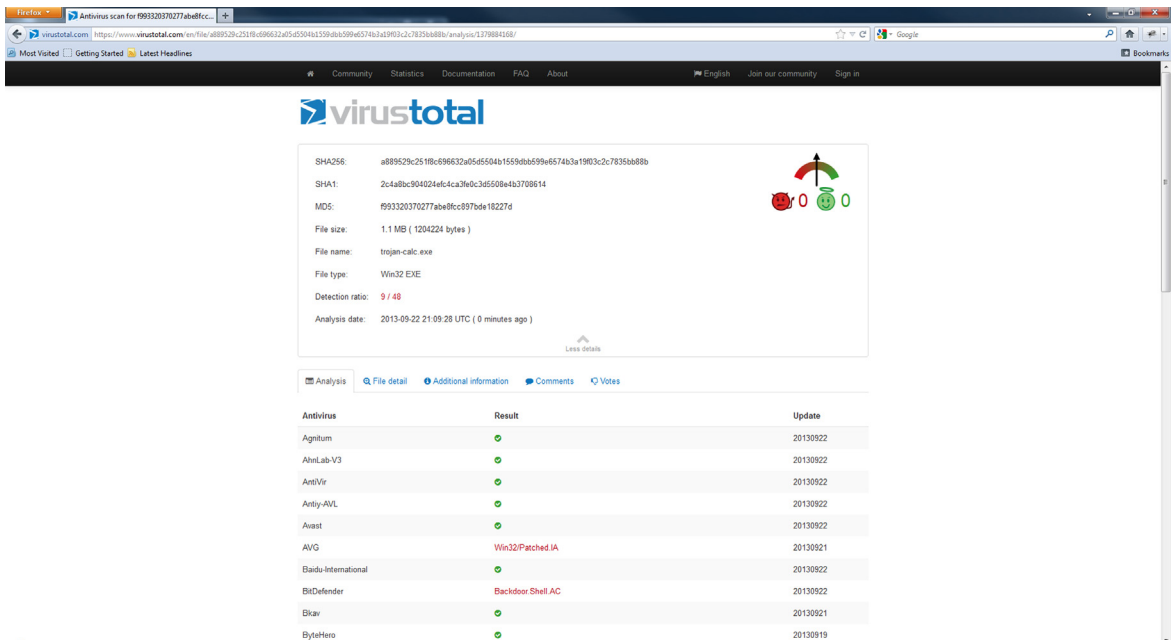 Firefox
Antivirus scan for f993320370277abe8fcc...
virustotal.com https://www.virustotal.com/en/file/a889529c251f8c696632a05d5504b1559dbb599e6574b3a19f03c2c7835bb88b/analysis/1379884168/
Google
Most Visited Getting Started Latest Headlines Bookmarks
Community Statistics Documentation FAQ About English Join our community Sign in
virustotal
SHA256: a889529c251f8c696632a05d5504b1559dbb599e6574b3a19f03c2c7835bb88b
SHA1: 2c4a8bc904024efc4ca3fe0c3d5508e4b3708614
MD5: f993320370277abe8fcc897bde18227d
0 0
File size: 1.1 MB ( 1204224 bytes )
File name: trojan-calc.exe
File type: Win32 EXE
Detection ratio: 9 / 48
Analysis date: 2013-09-22 21:09:28 UTC ( 0 minutes ago )
Less details
Analysis File detail Additional information Comments Votes
Antivirus Result Update
Agnitum 20130922
AhnLab-V3 20130922
AntiVir 20130922
Antiy-AVL 20130922
Avast 20130922
AVG Win32/Patched.IA 20130921
Baidu-International 20130922
BitDefender Backdoor.Shell.AC 20130922
Bkav 20130921
ByteHero 20130919